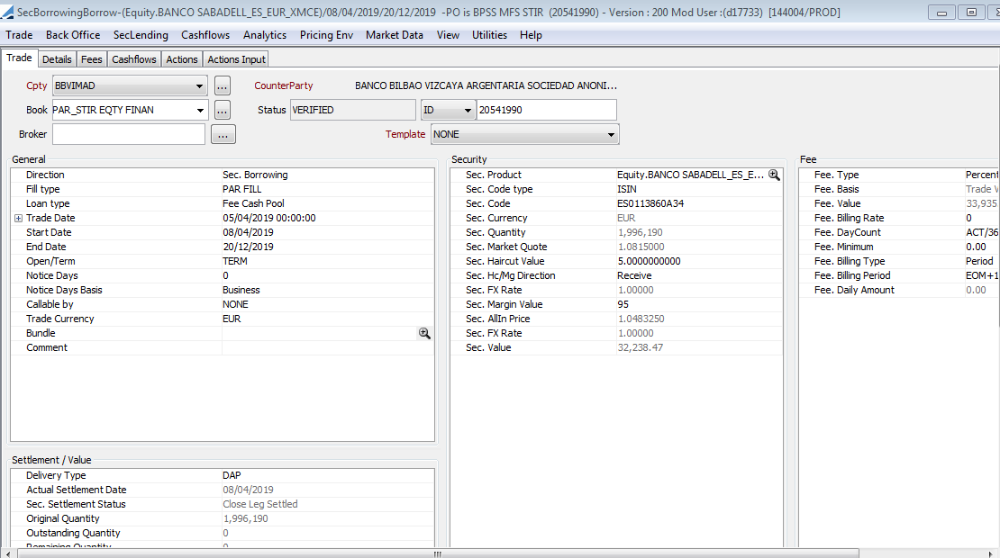 SecBorrowingBorrow-(Equity.BANCO SABADELL_ES_EUR_XMCE)/08/04/2019/20/12/2019 -PO is BPSS MFS STIR (20541990) - Version : 200 Mod User :(d17733) [144004/PROD]
Trade Back Office SecLending Cashflows Analytics Pricing Env Market Data View Utilities Help
Trade Details Fees Cashflows Actions Actions Input
Cpty BBVIMAD ... CounterParty BANCO BILBAO VIZCAYA ARGENTARIA SOCIEDAD ANONI...
Book PAR_STIR EQTY FINAN ... Status VERIFIED ID 20541990
Broker ... Template NONE
General
Direction Sec. Borrowing
Fill type PAR FILL
Loan type Fee Cash Pool
Trade Date 05/04/2019 00:00:00
Start Date 08/04/2019
End Date 20/12/2019
Open/Term TERM
Notice Days 0
Notice Days Basis Business
Callable by NONE
Trade Currency EUR
Bundle
Comment
Security
Sec. Product Equity.BANCO SABADELL_ES_E...
Sec. Code type ISIN
Sec. Code ES0113860A34
Sec. Currency EUR
Sec. Quantity 1,996,190
Sec. Market Quote 1.0815000
Sec. Haircut Value 5.0000000000
Sec. Hc/Mg Direction Receive
Sec. FX Rate 1.00000
Sec. Margin Value 95
Sec. AllIn Price 1.0483250
Sec. FX Rate 1.00000
Sec. Value 32,238.47
Fee
Fee. Type Percent
Fee. Basis Trade V
Fee. Value 33,935
Fee. Billing Rate 0
Fee. DayCount ACT/36
Fee. Minimum 0.00
Fee. Billing Type Period
Fee. Billing Period EOM+1
Fee. Daily Amount 0.00
Settlement / Value
Delivery Type DAP
Actual Settlement Date 08/04/2019
Sec. Settlement Status Close Leg Settled
Original Quantity 1,996,190
Outstanding Quantity 0
Remaining Quantity 0